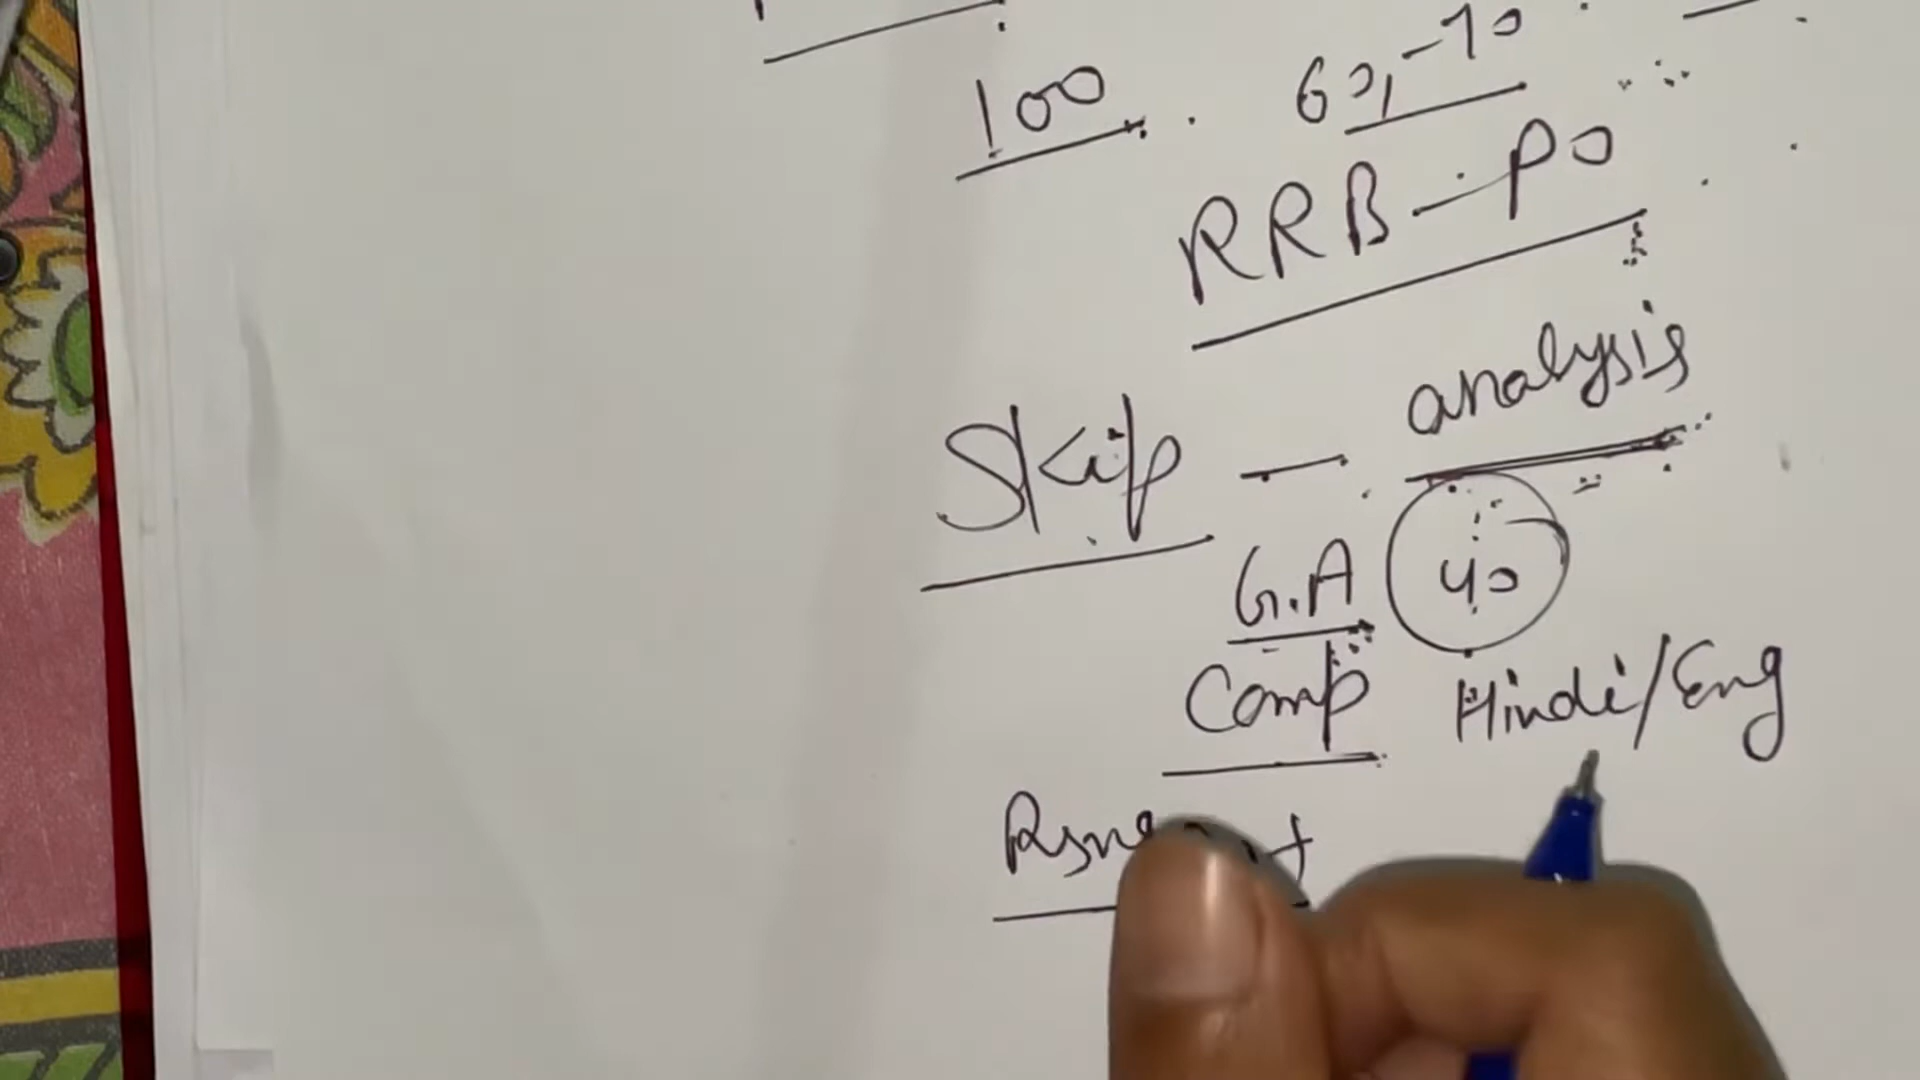 100 60,-70
RRB-PO
Skip - analysis
G.A 40
Comp Hindi/Eng